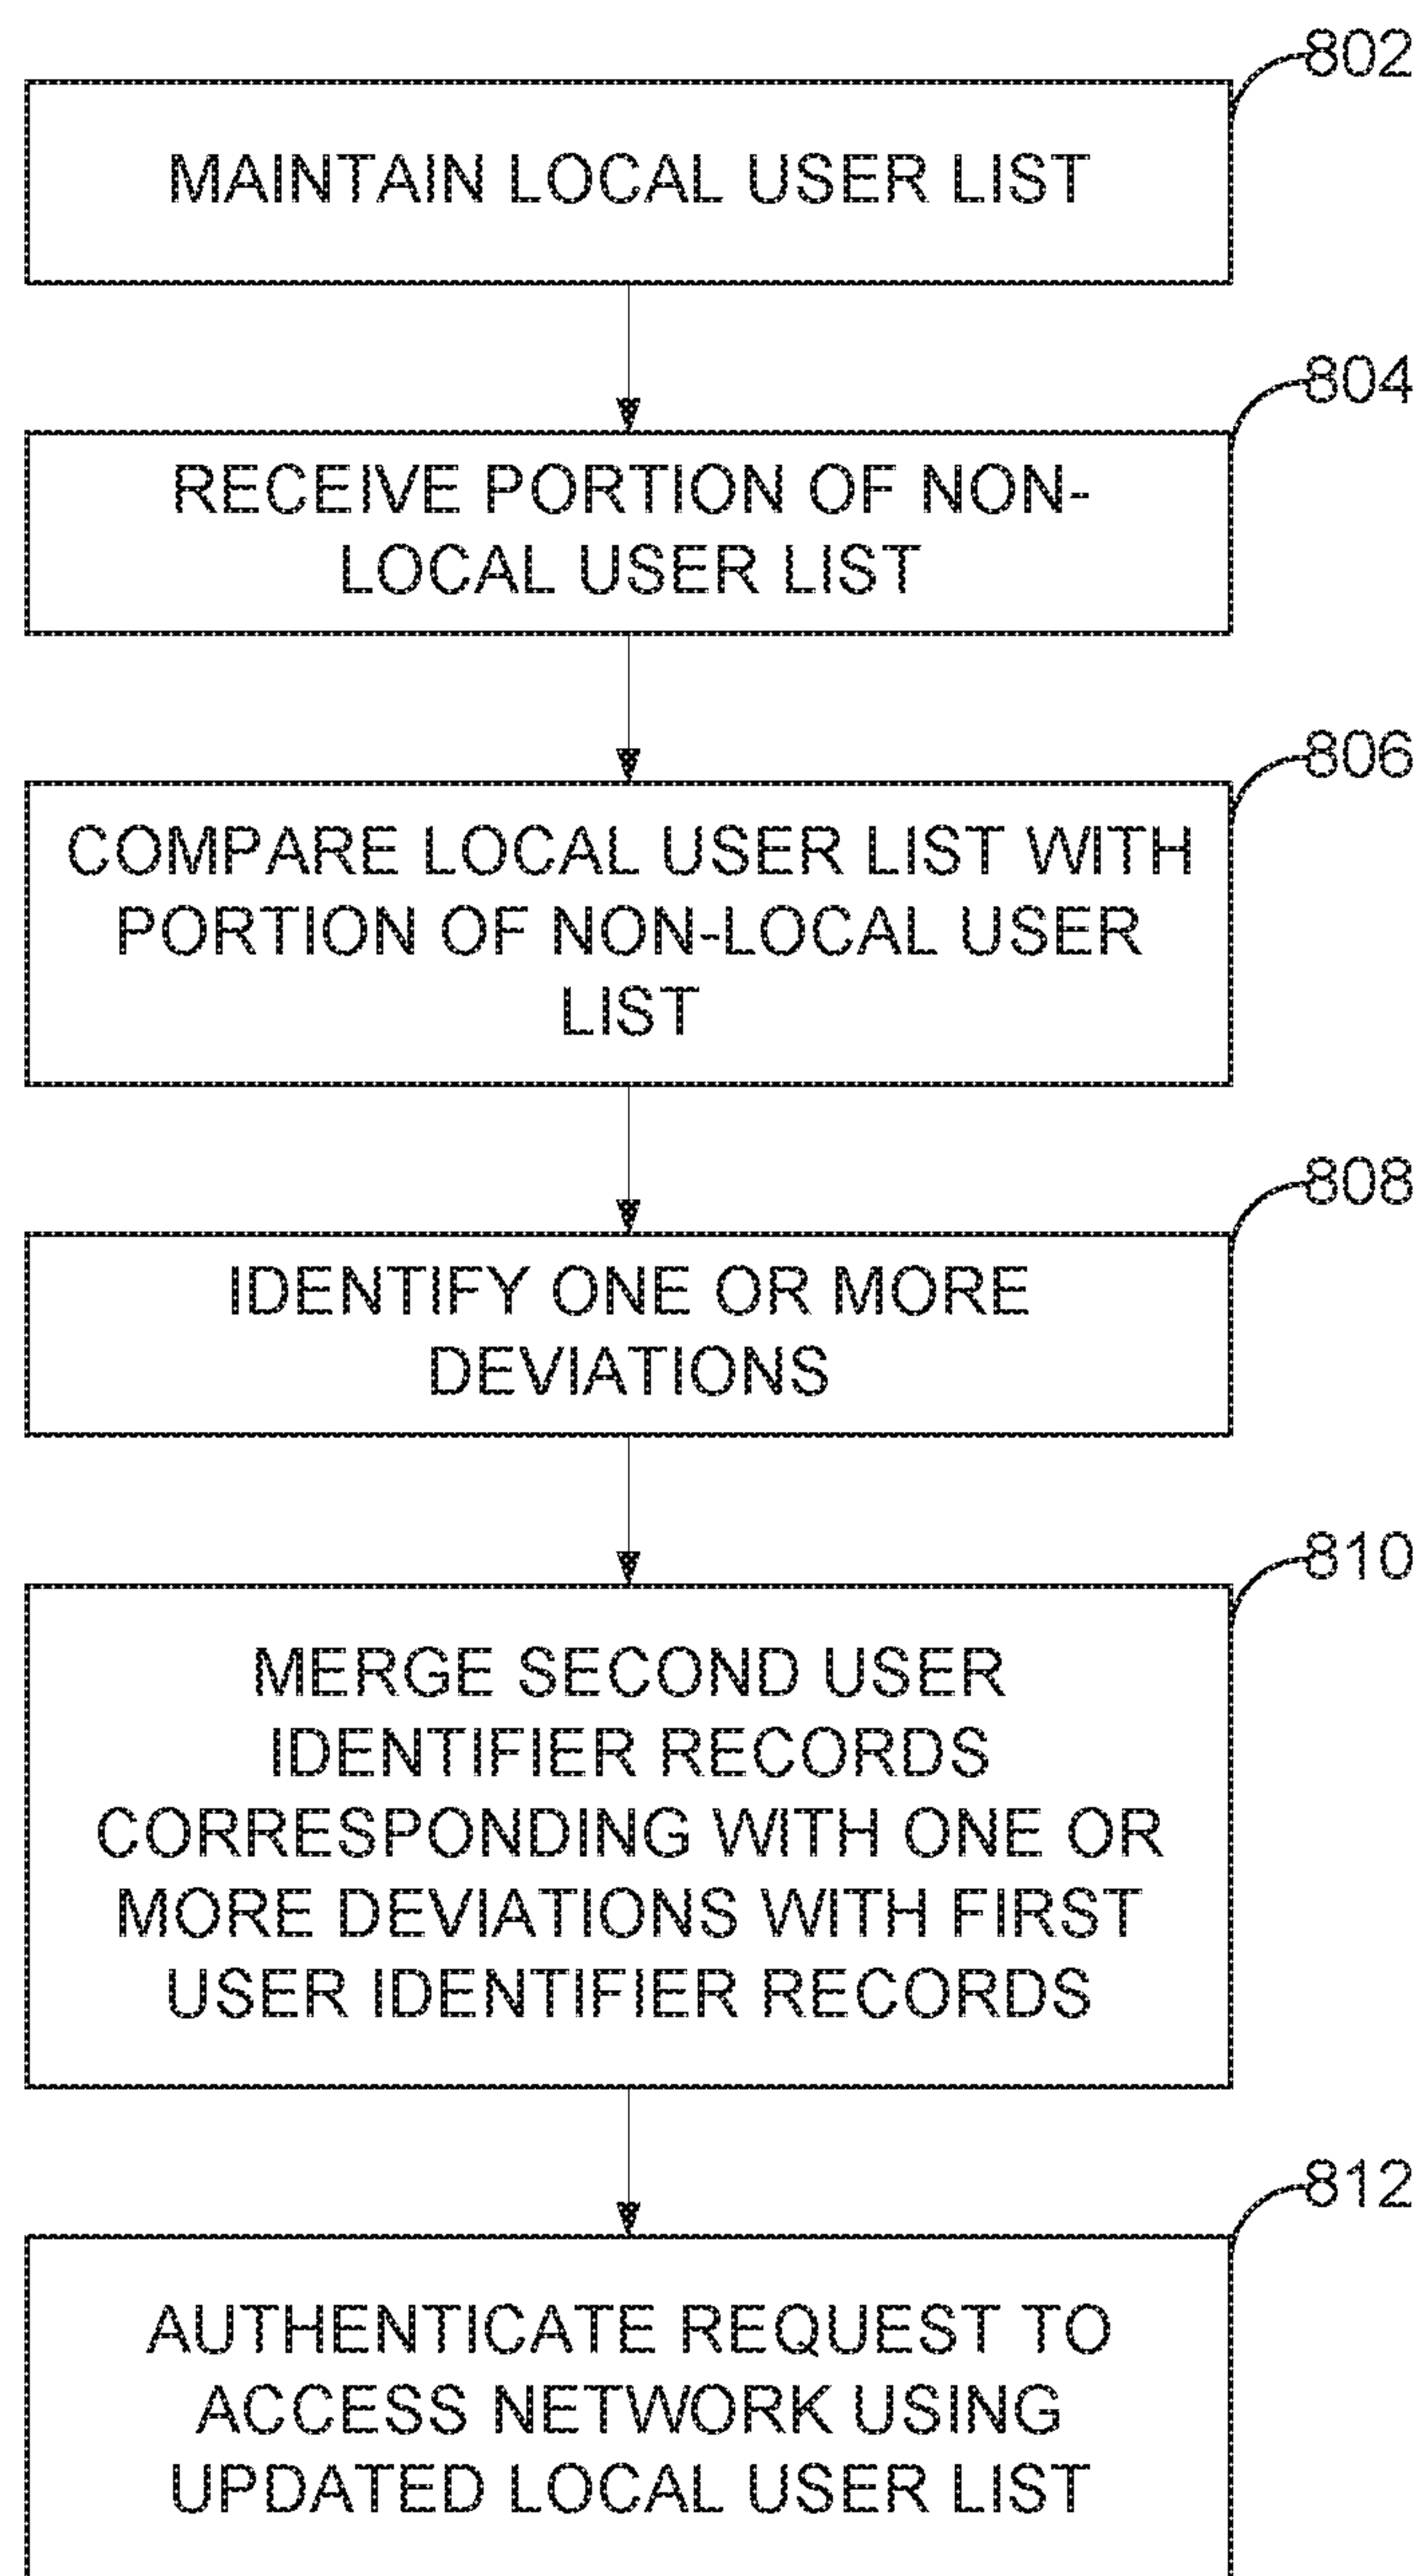 802
MAINTAIN LOCAL USER LIST
804
RECEIVE PORTION OF NON-
LOCAL USER LIST
806
COMPARE LOCAL USER LIST WITH
PORTION OF NON-LOCAL USER
LIST
808
IDENTIFY ONE OR MORE
DEVIATIONS
810
MERGE SECOND USER
IDENTIFIER RECORDS
CORRESPONDING WITH ONE OR
MORE DEVIATIONS WITH FIRST
USER IDENTIFIER RECORDS
812
AUTHENTICATE REQUEST TO
ACCESS NETWORK USING
UPDATED LOCAL USER LIST